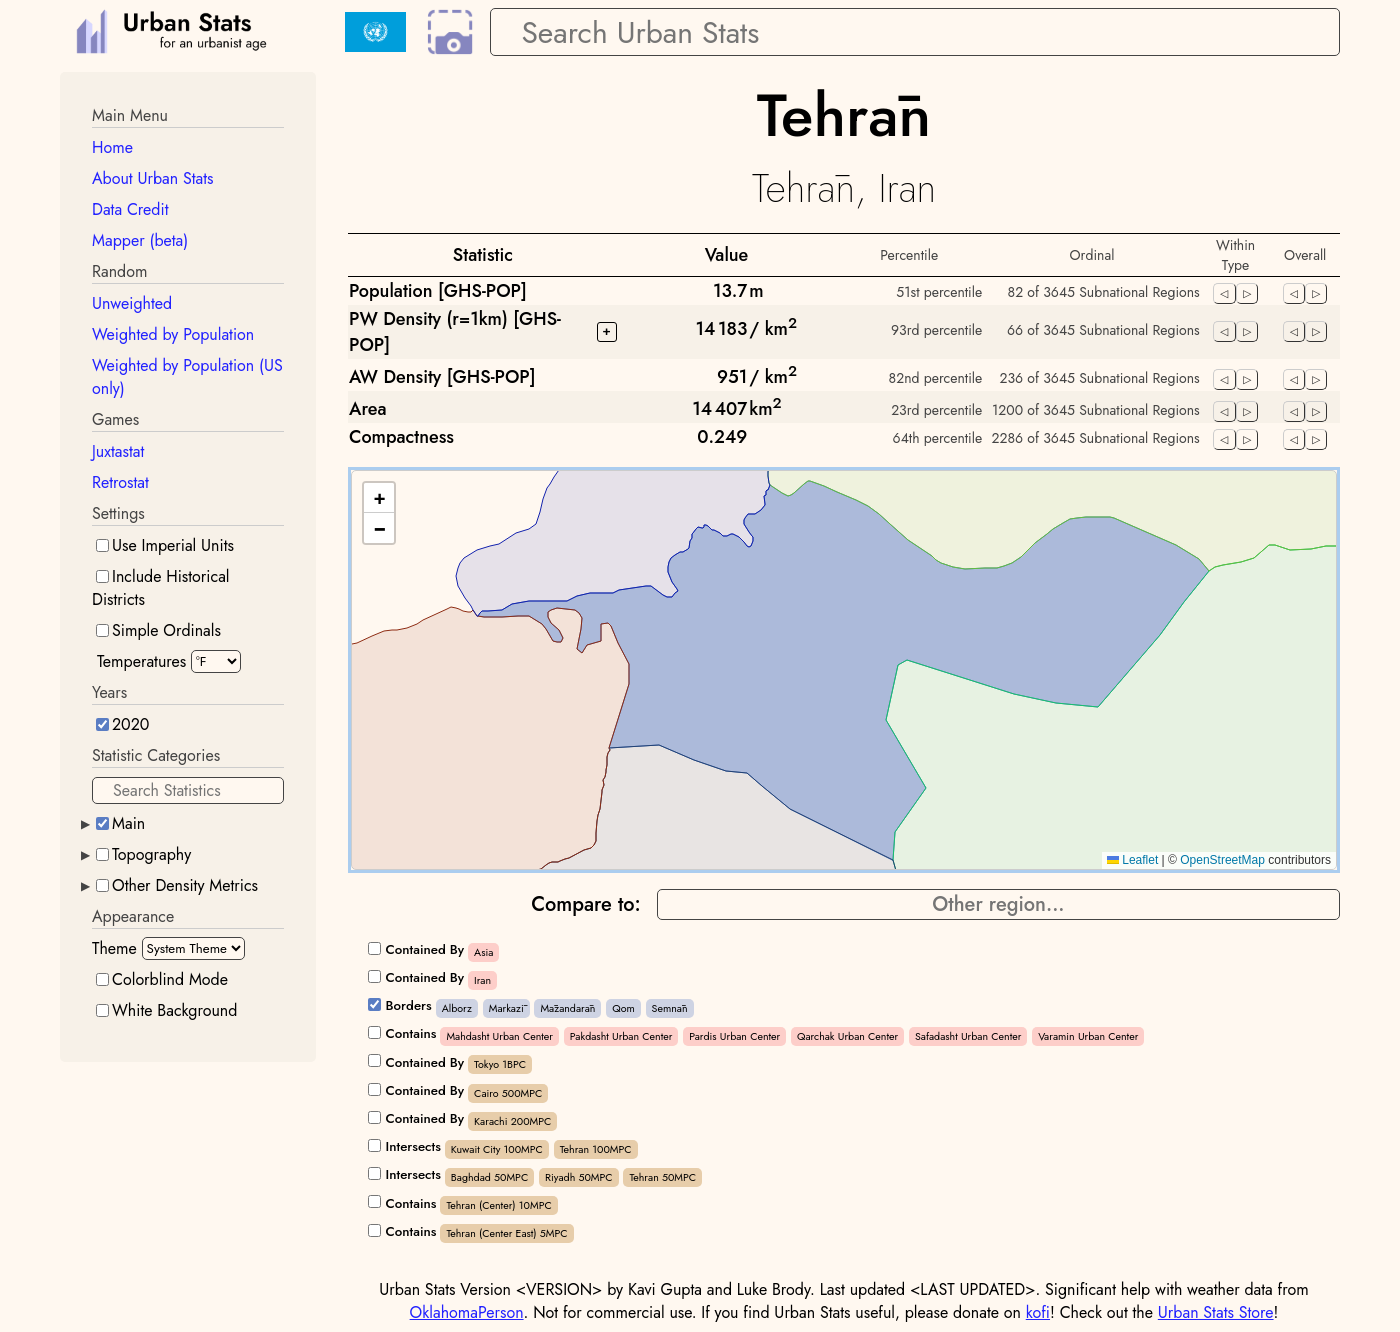 Urban Stats
for an urbanist age
Search Urban Stats
Main Menu
Home
About Urban Stats
Data Credit
Mapper (beta)
Random
Unweighted
Weighted by Population
Weighted by Population (US
only)
Games
Juxtastat
Retrostat
Settings
Use Imperial Units
Include Historical
Districts
Simple Ordinals
Temperatures °F
Years
2020
Statistic Categories
Search Statistics
Main
Topography
Other Density Metrics
Appearance
Theme System Theme
Colorblind Mode
White Background
Tehrān
Tehrān, Iran
Statistic Value Percentile Ordinal Within Type Overall
Population [GHS-POP] 13.7 m 51st percentile 82 of 3645 Subnational Regions
PW Density (r=1km) [GHS-POP] + 14 183 / km² 93rd percentile 66 of 3645 Subnational Regions
AW Density [GHS-POP] 951 / km² 82nd percentile 236 of 3645 Subnational Regions
Area 14 407 km² 23rd percentile 1200 of 3645 Subnational Regions
Compactness 0.249 64th percentile 2286 of 3645 Subnational Regions
+
−
Leaflet | © OpenStreetMap contributors
Compare to: Other region...
Contained By Asia
Contained By Iran
Borders Alborz Markazī Māzandarān Qom Semnān
Contains Mahdasht Urban Center Pakdasht Urban Center Pardis Urban Center Qarchak Urban Center Safadasht Urban Center Varamin Urban Center
Contained By Tokyo 1BPC
Contained By Cairo 500MPC
Contained By Karachi 200MPC
Intersects Kuwait City 100MPC Tehran 100MPC
Intersects Baghdad 50MPC Riyadh 50MPC Tehran 50MPC
Contains Tehran (Center) 10MPC
Contains Tehran (Center East) 5MPC
Urban Stats Version <VERSION> by Kavi Gupta and Luke Brody. Last updated <LAST UPDATED>. Significant help with weather data from
OklahomaPerson. Not for commercial use. If you find Urban Stats useful, please donate on kofi! Check out the Urban Stats Store!